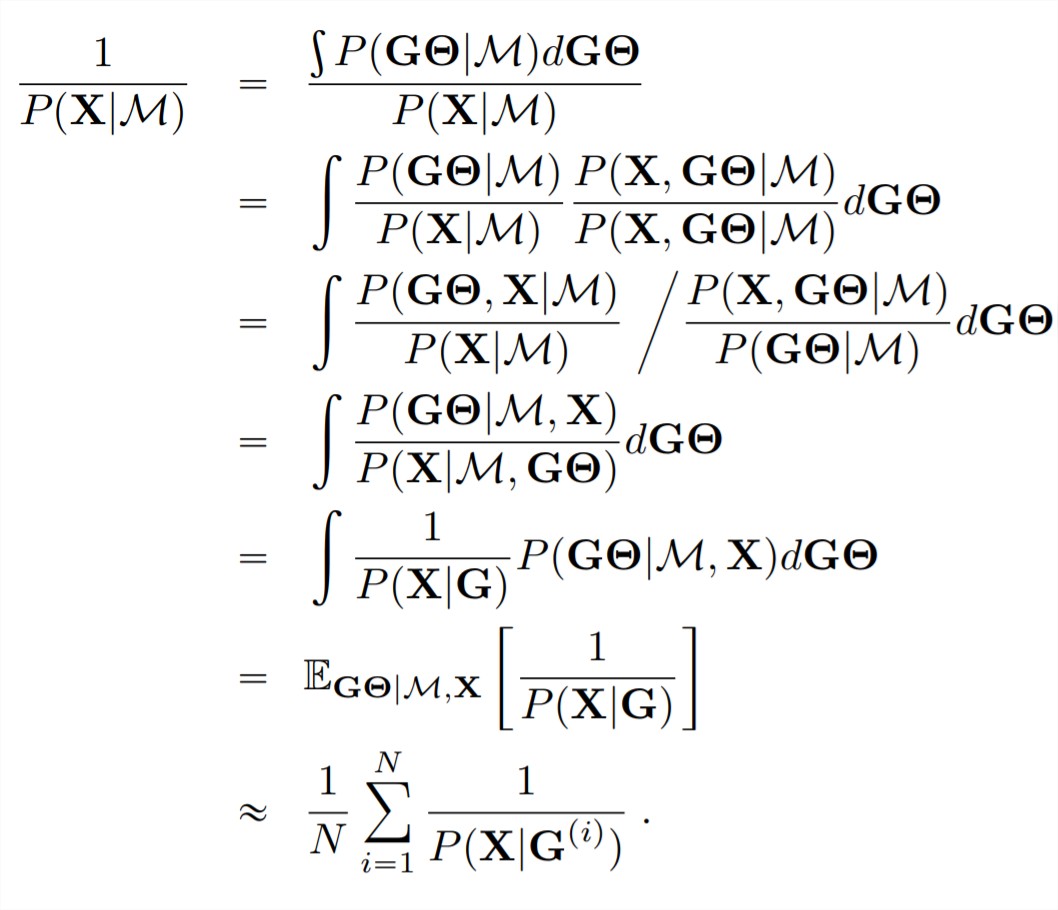 \frac{1}{P(\mathbf{X}|\mathcal{M})} = \frac{\int P(\mathbf{G\Theta}|\mathcal{M})d\mathbf{G\Theta}}{P(\mathbf{X}|\mathcal{M})}
= \int \frac{P(\mathbf{G\Theta}|\mathcal{M})}{P(\mathbf{X}|\mathcal{M})} \frac{P(\mathbf{X},\mathbf{G\Theta}|\mathcal{M})}{P(\mathbf{X},\mathbf{G\Theta}|\mathcal{M})} d\mathbf{G\Theta}
= \int \frac{P(\mathbf{G\Theta},\mathbf{X}|\mathcal{M})}{P(\mathbf{X}|\mathcal{M})} \Big/ \frac{P(\mathbf{X},\mathbf{G\Theta}|\mathcal{M})}{P(\mathbf{G\Theta}|\mathcal{M})} d\mathbf{G\Theta}
= \int \frac{P(\mathbf{G\Theta}|\mathcal{M},\mathbf{X})}{P(\mathbf{X}|\mathcal{M},\mathbf{G\Theta})} d\mathbf{G\Theta}
= \int \frac{1}{P(\mathbf{X}|\mathbf{G})} P(\mathbf{G\Theta}|\mathcal{M},\mathbf{X})d\mathbf{G\Theta}
= \mathbb{E}_{\mathbf{G\Theta}|\mathcal{M},\mathbf{X}} \left[ \frac{1}{P(\mathbf{X}|\mathbf{G})} \right]
\approx \frac{1}{N} \sum_{i=1}^{N} \frac{1}{P(\mathbf{X}|\mathbf{G}^{(i)})} .